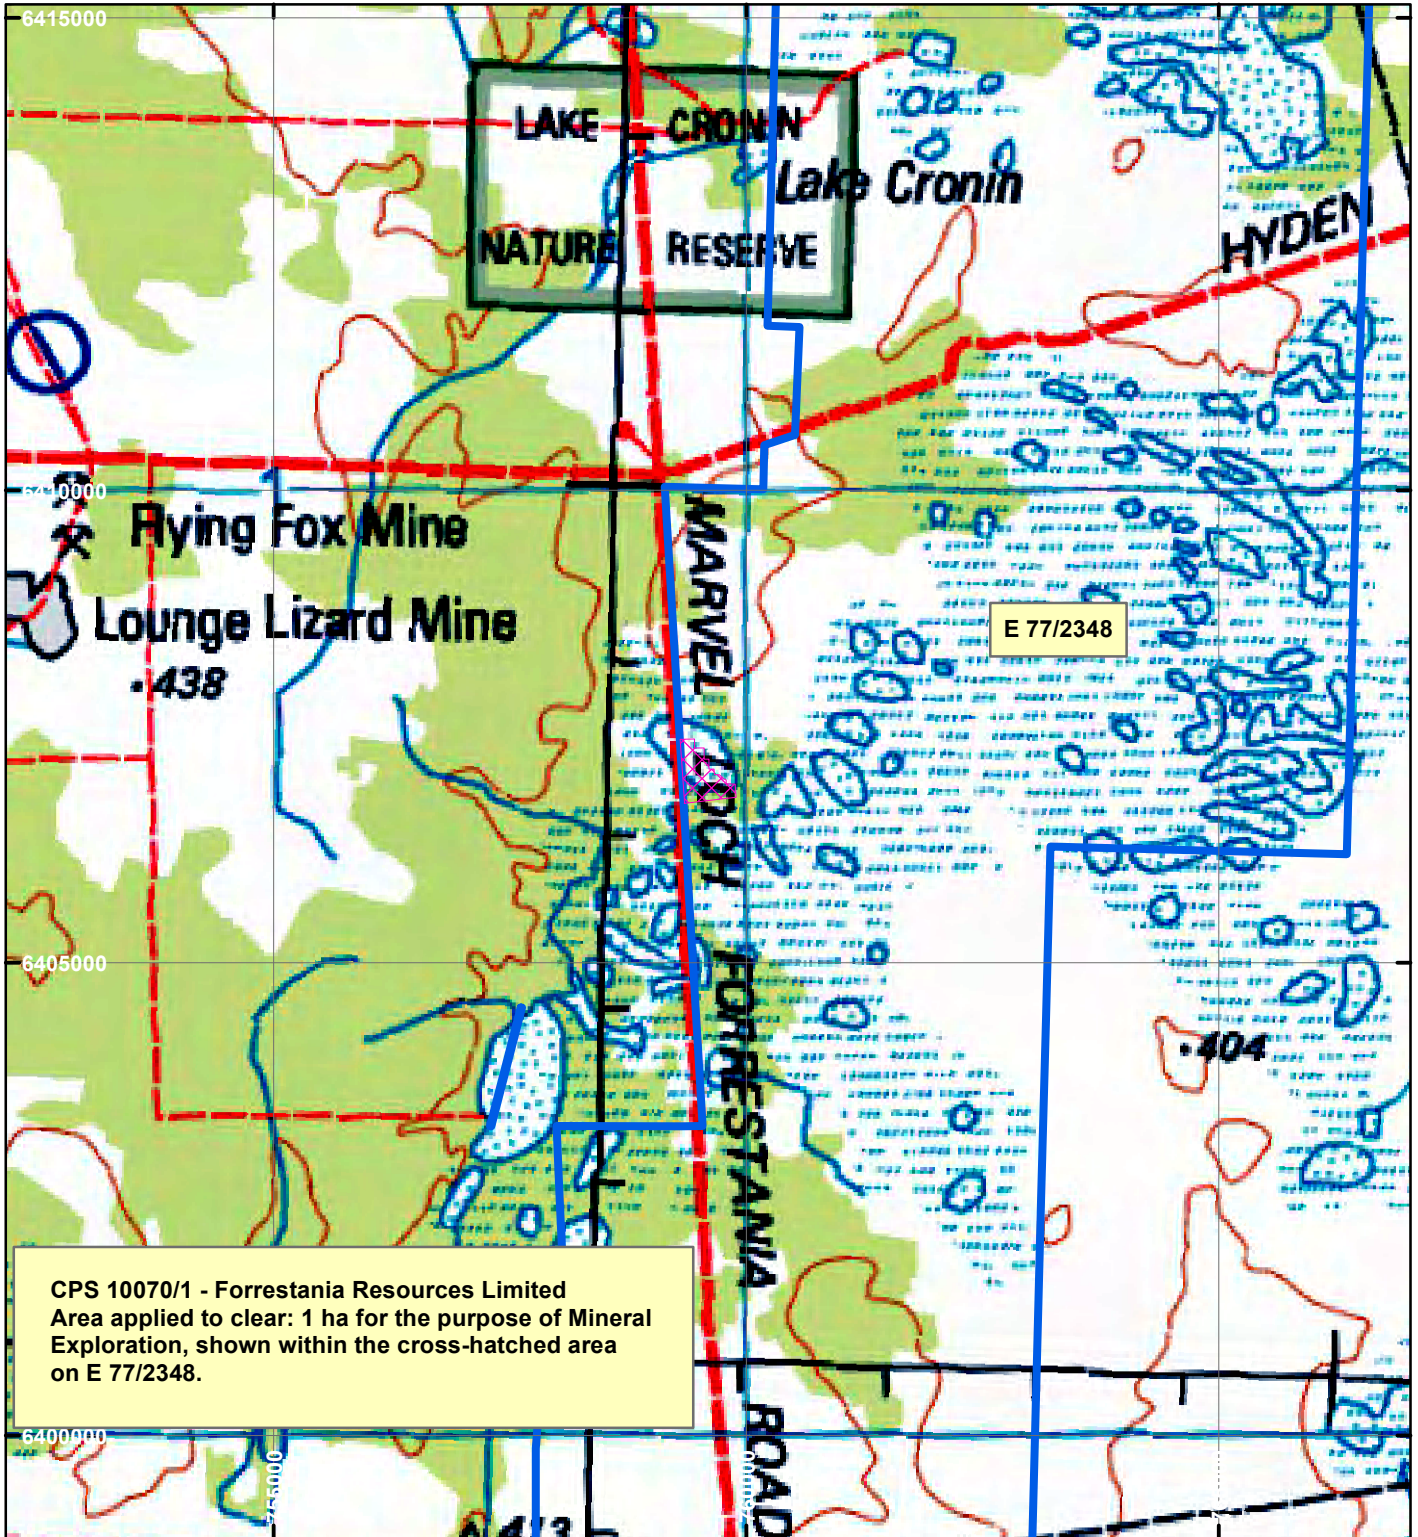 6415000
LAKE CRONIN
Lake Cronin
NATURE RESERVE
HYDEN
6410000
Flying Fox Mine
MARVEL LOCH FORRESTANIA ROAD
Lounge Lizard Mine
E 77/2348
438
6405000
404
CPS 10070/1 - Forrestania Resources Limited
Area applied to clear: 1 ha for the purpose of Mineral
Exploration, shown within the cross-hatched area
on E 77/2348.
6400000